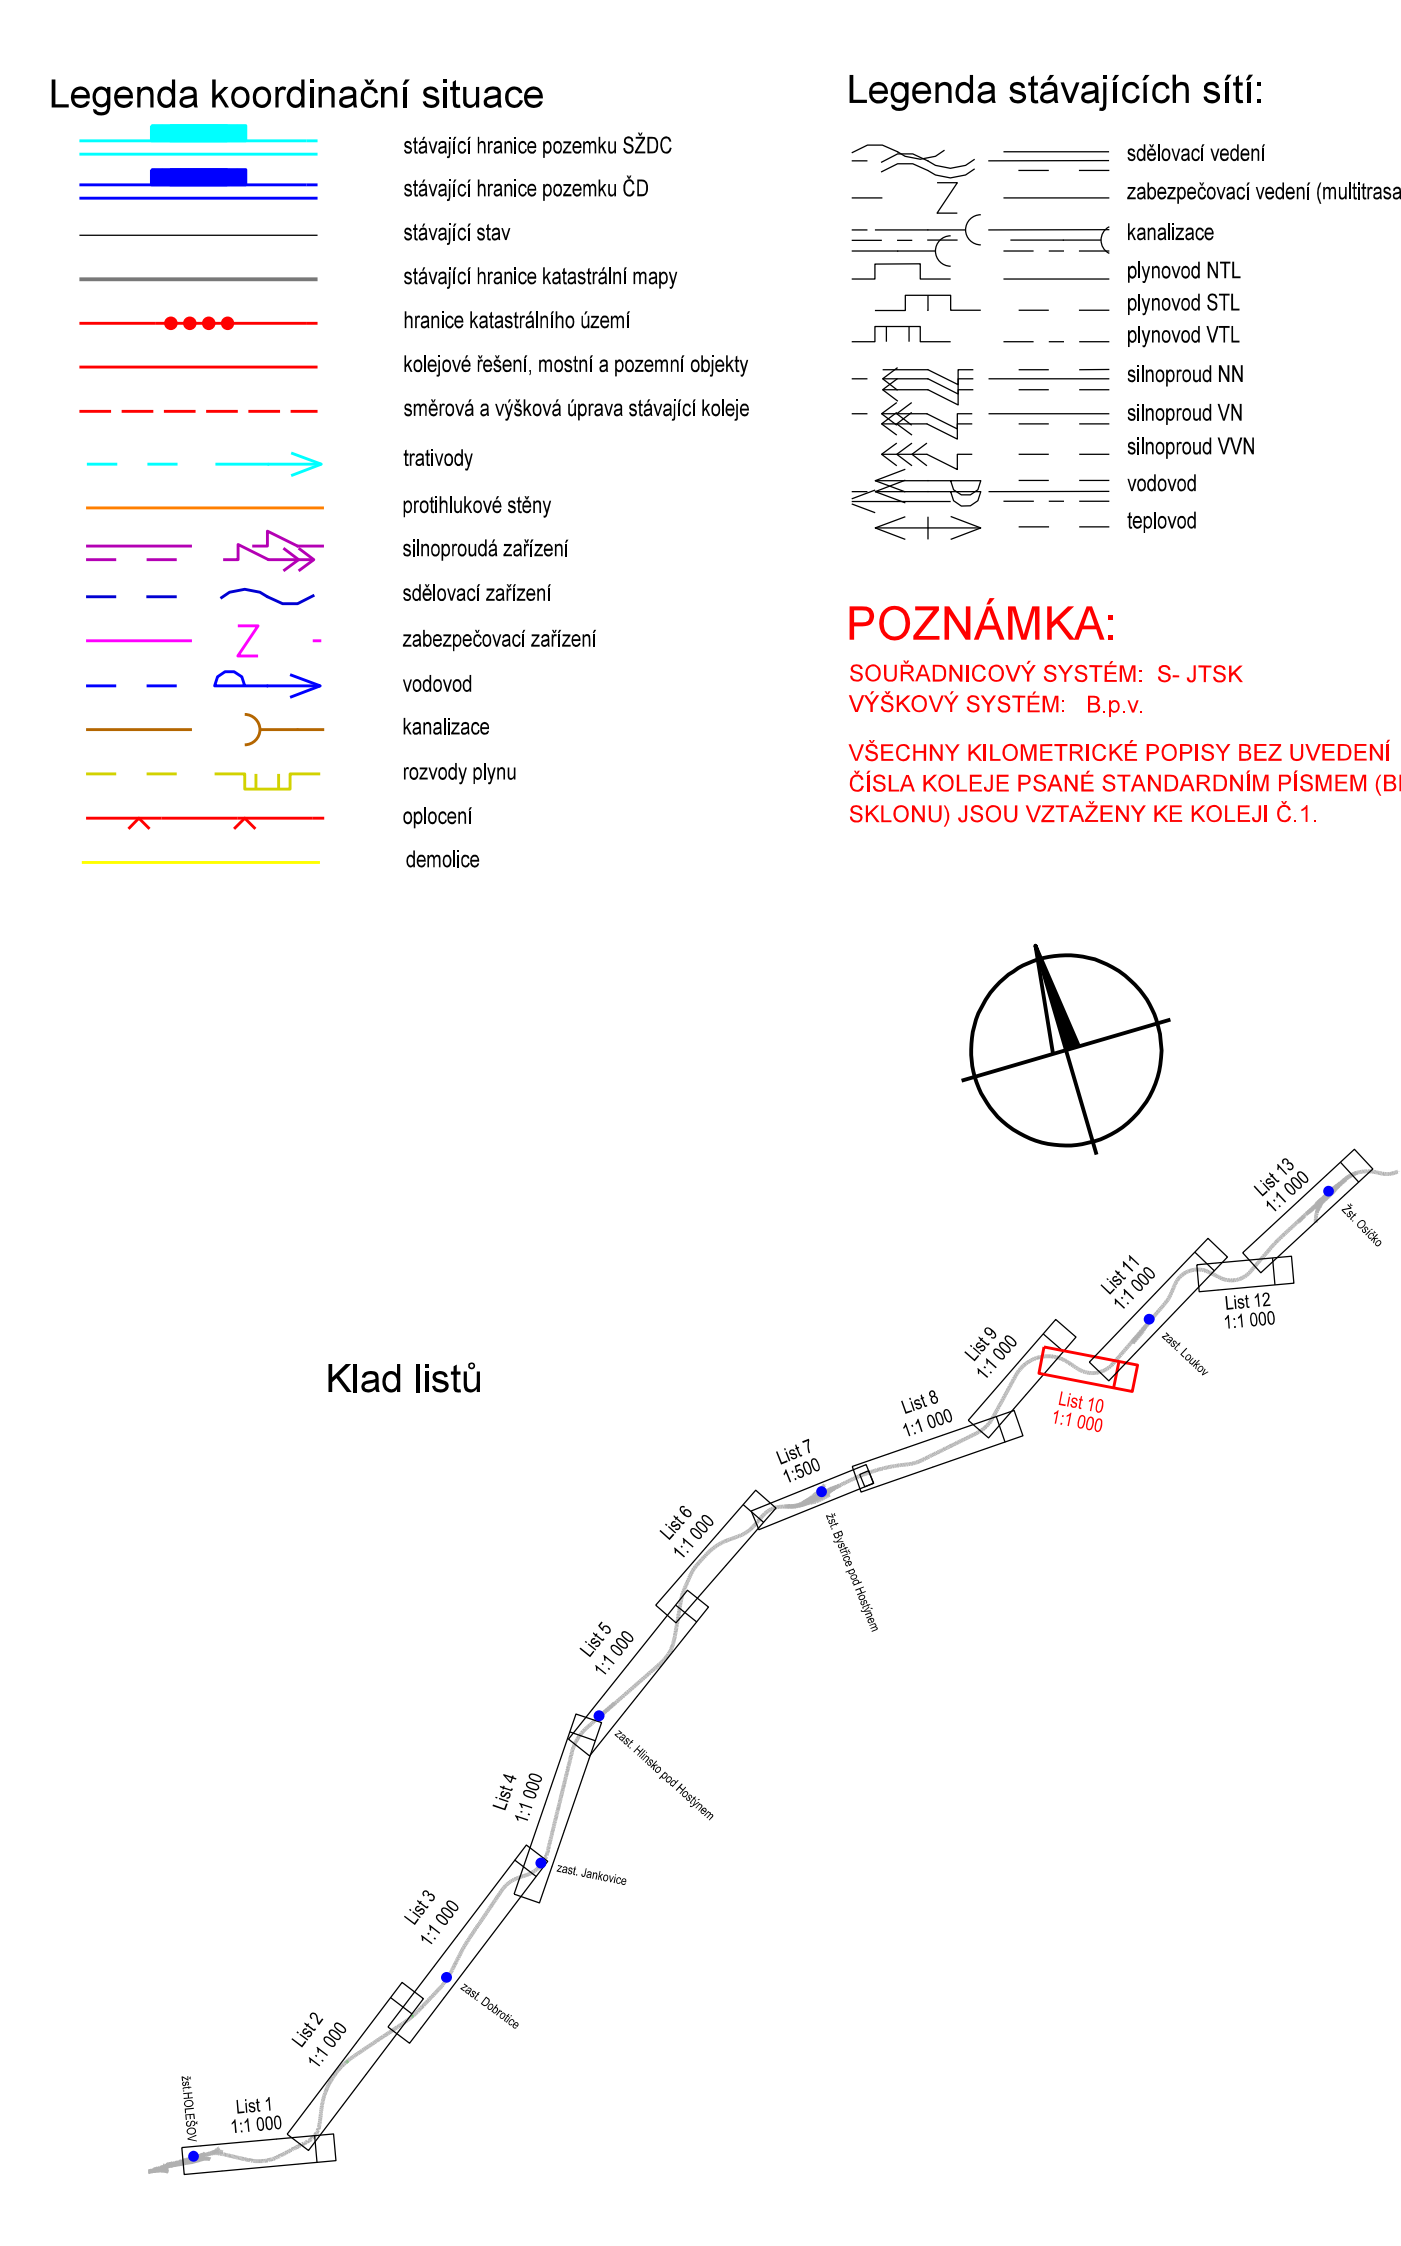 Legenda koordinační situace
stávající hranice pozemku SŽDC
stávající hranice pozemku ČD
stávající stav
stávající hranice katastrální mapy
hranice katastrálního území
kolejové řešení, mostní a pozemní objekty
směrová a výšková úprava stávající koleje
trativody
protihlukové stěny
silnoproudá zařízení
sdělovací zařízení
zabezpečovací zařízení
vodovod
kanalizace
rozvody plynu
oplocení
demolice
Legenda stávajících sítí:
sdělovací vedení
zabezpečovací vedení (multitrasa
kanalizace
plynovod NTL
plynovod STL
plynovod VTL
silnoproud NN
silnoproud VN
silnoproud VVN
vodovod
teplovod
POZNÁMKA:
SOUŘADNICOVÝ SYSTÉM: S- JTSK
VÝŠKOVÝ SYSTÉM: B.p.v.
VŠECHNY KILOMETRICKÉ POPISY BEZ UVEDENÍ
ČÍSLA KOLEJE PSANÉ STANDARDNÍM PÍSMEM (BE
SKLONU) JSOU VZTAŽENY KE KOLEJI Č.1.
Klad listů
List 13
1:1 000
Žst. Osíčko
List 11
1:1 000
List 12
1:1 000
zast. Loukov
List 9
1:1 000
List 10
1:1 000
List 8
1:1 000
List 7
1:500
žst. Bystřice pod Hostýnem
List 6
1:1 000
List 5
1:1 000
zast. Hlinsko pod Hostýnem
List 4
1:1 000
zast. Jankovice
List 3
1:1 000
zast. Dobrotice
List 2
1:1 000
žst.HOLEŠOV
List 1
1:1 000